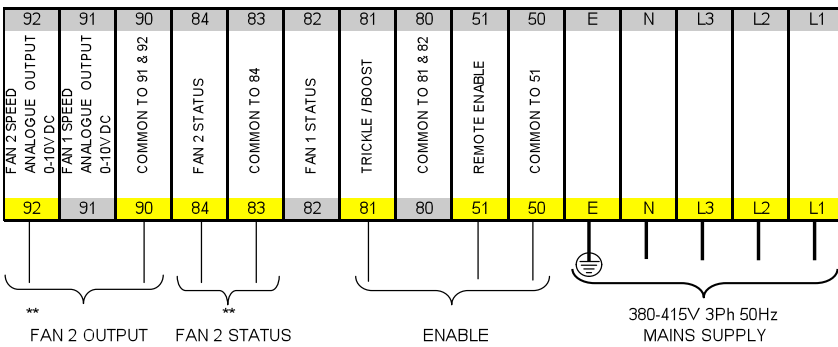 92 91 90 84 83 82 81 80 51 50 E N L3 L2 L1
FAN 2 SPEED
ANALOGUE OUTPUT
0-10V DC
FAN 1 SPEED
ANALOGUE OUTPUT
0-10V DC
COMMON TO 91 & 92
FAN 2 STATUS
COMMON TO 84
FAN 1 STATUS
TRICKLE / BOOST
COMMON TO 81 & 82
REMOTE ENABLE
COMMON TO 51
92 91 90 84 83 82 81 80 51 50 E N L3 L2 L1
** **
FAN 2 OUTPUT FAN 2 STATUS ENABLE
380-415V 3Ph 50Hz
MAINS SUPPLY